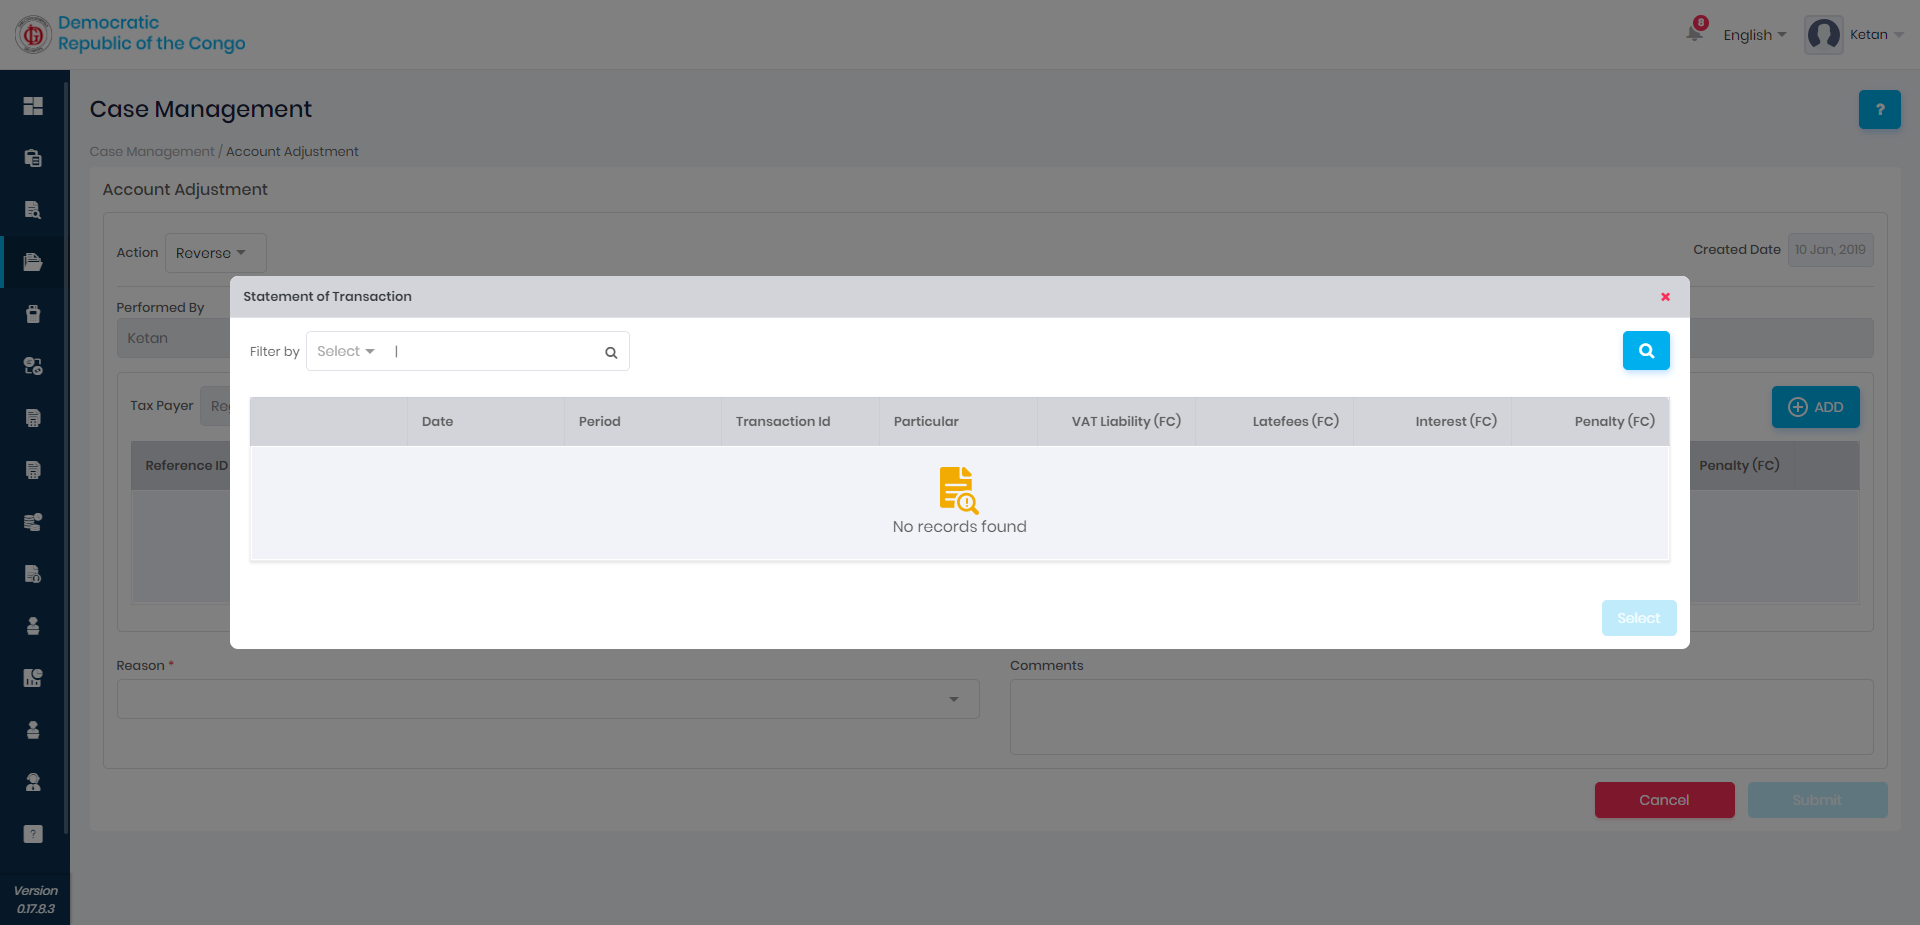 Democratic
Republic of the Congo
8
English
Ketan
Case Management
?
Case Management / Account Adjustment
Account Adjustment
Action
Reverse
Created Date
10 Jan, 2019
Statement of Transaction
Performed By
Ketan
Filter by
Select
Tax Payer
ADD
Date
Period
Transaction Id
Particular
VAT Liability (FC)
Latefees (FC)
Interest (FC)
Penalty (FC)
Reference ID
Penalty (FC)
No records found
Select
Reason *
Comments
Cancel
Submit
?
Version
0.17.8.3